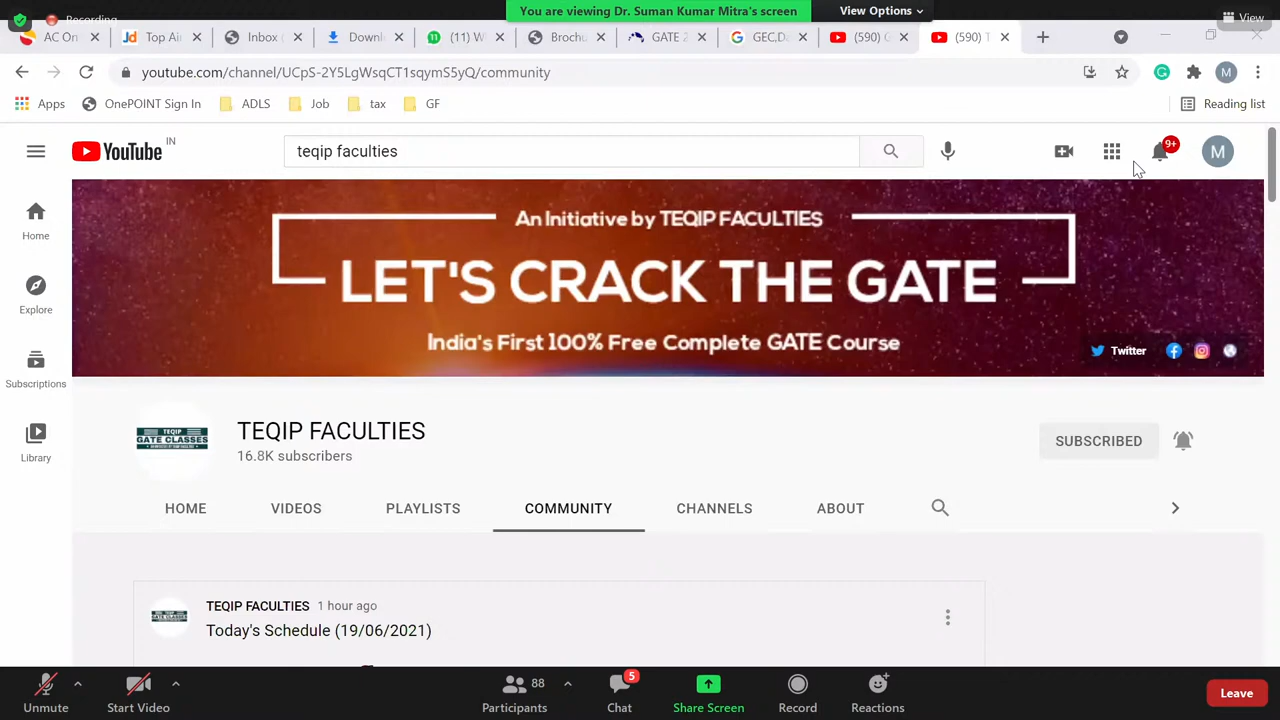 Recording
You are viewing Dr. Suman Kumar Mitra's screen
View Options
View
AC On
Top Ai
Inbox (
Downl
(11) W
Brochu
GATE 2
GEC,D
(590) G
(590) T
youtube.com/channel/UCpS-2Y5LgWsqCT1sqymS5yQ/community
M
Apps
OnePOINT Sign In
ADLS
Job
tax
GF
Reading list
YouTube IN
teqip faculties
9+
M
Home
Explore
Subscriptions
Library
An Initiative by TEQIP FACULTIES
LET'S CRACK THE GATE
India's First 100% Free Complete GATE Course
Twitter
TEQIP
GATE CLASSES
TEQIP FACULTIES
16.8K subscribers
SUBSCRIBED
HOME
VIDEOS
PLAYLISTS
COMMUNITY
CHANNELS
ABOUT
TEQIP FACULTIES 1 hour ago
Today's Schedule (19/06/2021)
Unmute
Start Video
88
Participants
5
Chat
Share Screen
Record
Reactions
Leave